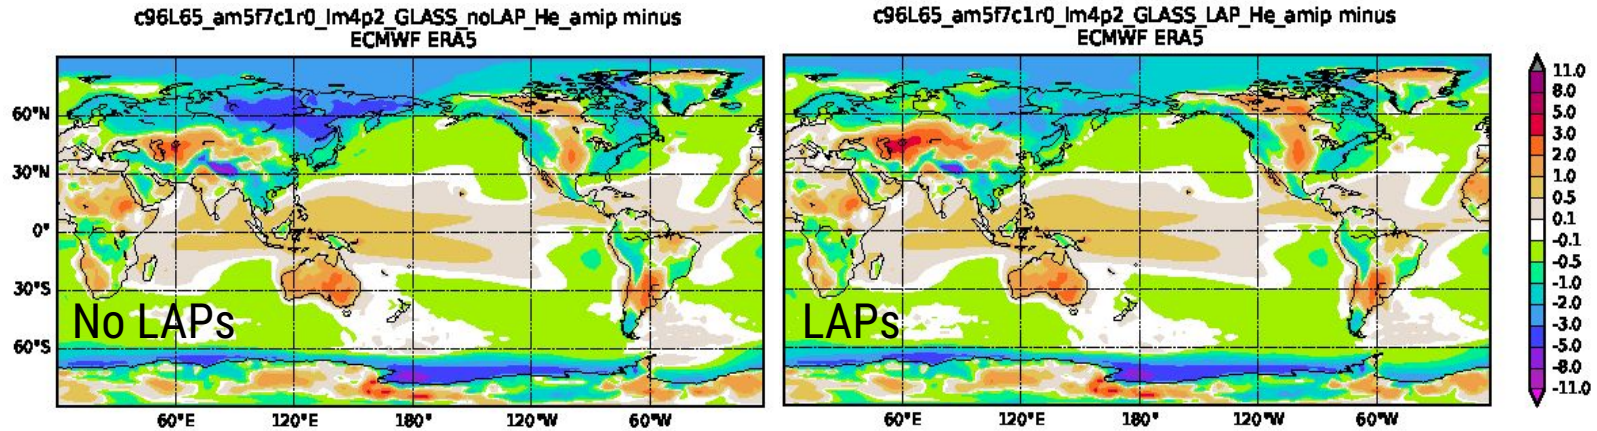 c96L65_am5f7c1r0_lm4p2_GLASS_noLAP_He_amip minus
ECMWF ERA5
60°N
30°N
0°
30°S
60°S
No LAPs
60°E 120°E 180° 120°W 60°W
c96L65_am5f7c1r0_lm4p2_GLASS_LAP_He_amip minus
ECMWF ERA5
LAPs
60°E 120°E 180° 120°W 60°W
11.0
8.0
5.0
3.0
2.0
1.0
0.5
0.1
-0.1
-0.5
-1.0
-2.0
-3.0
-5.0
-8.0
-11.0